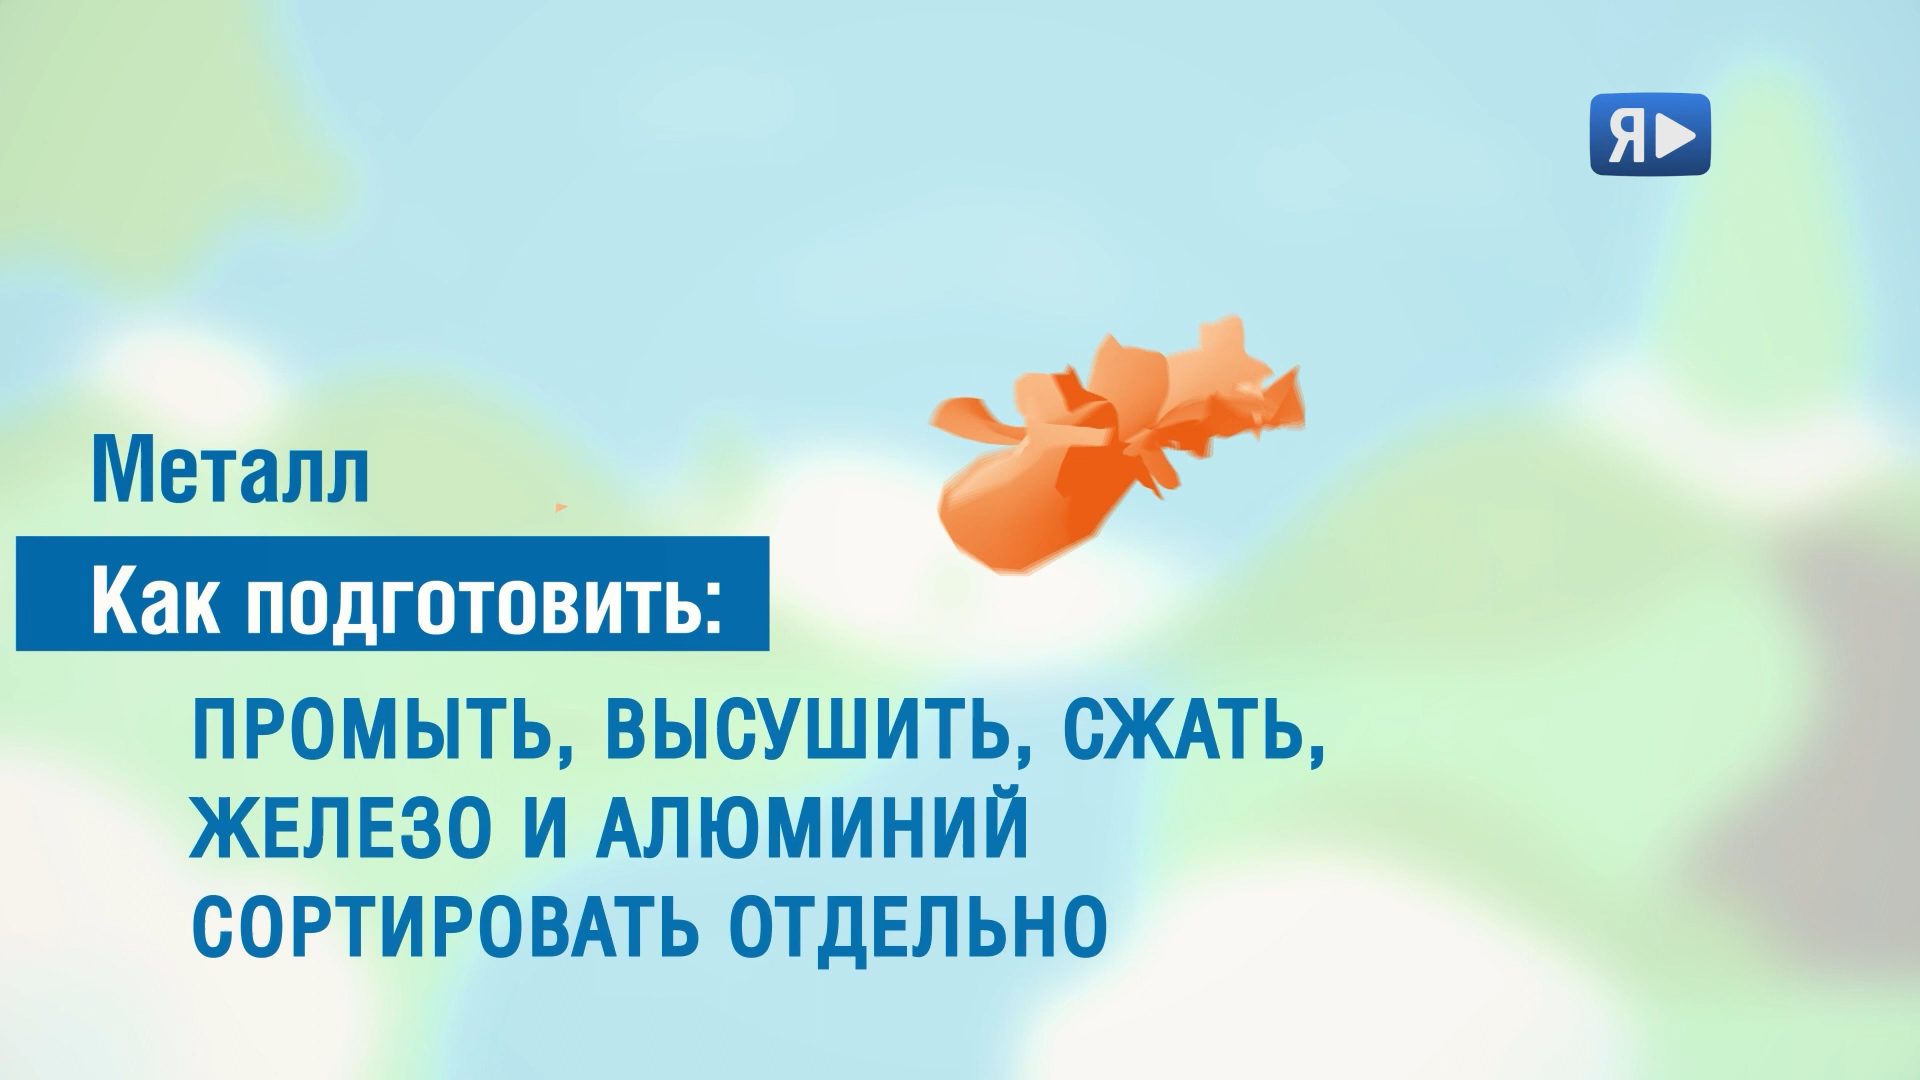 Я
Металл
Как подготовить:
ПРОМЫТЬ, ВЫСУШИТЬ, СЖАТЬ,
ЖЕЛЕЗО И АЛЮМИНИЙ
СОРТИРОВАТЬ ОТДЕЛЬНО